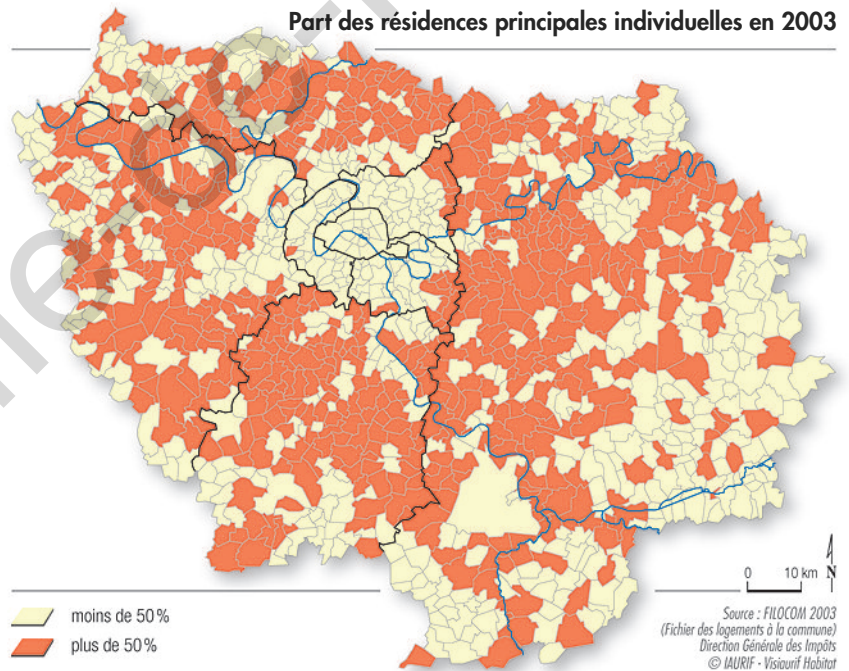 Part des résidences principales individuelles en 2003
0 10 km N
moins de 50%
plus de 50%
Source : FILOCOM 2003
(Fichier des logements à la commune)
Direction Générale des Impôts
© IAURIF - Visiaurif Habitat